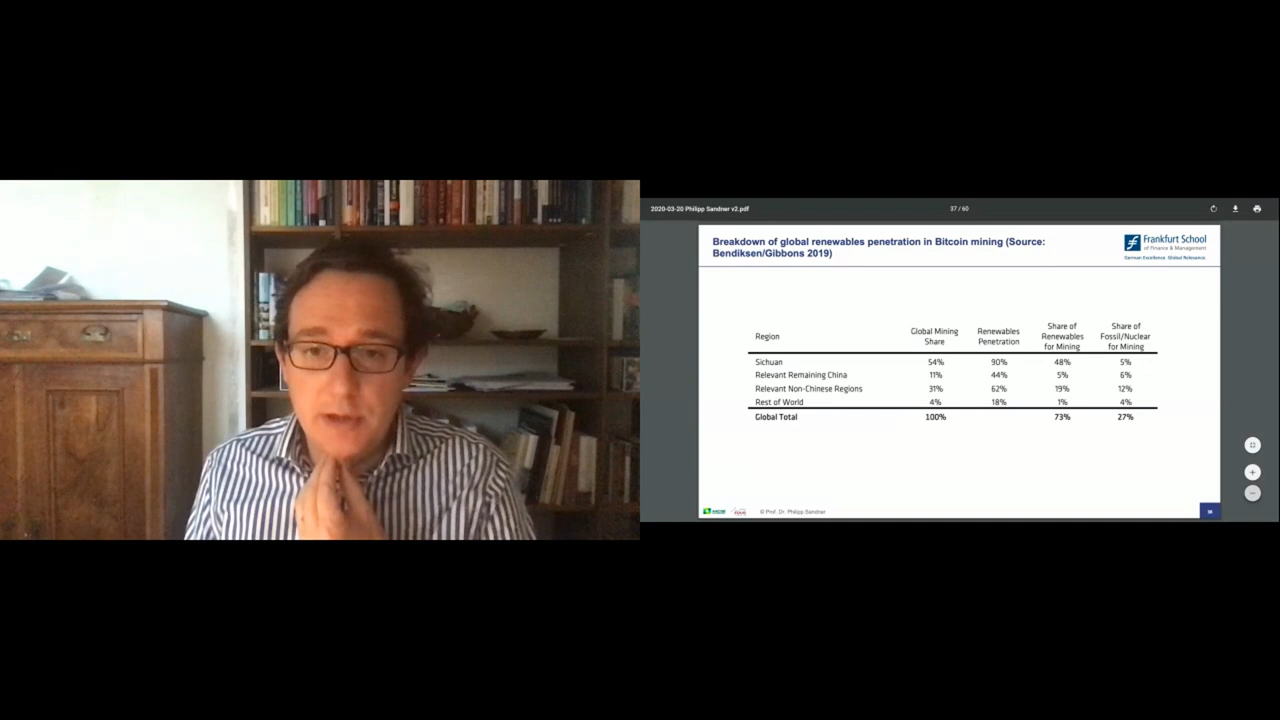 2020-03-20 Philipp Sandner v2.pdf
37 / 60
Breakdown of global renewables penetration in Bitcoin mining (Source:
Bendiksen/Gibbons 2019)
Frankfurt School
of Finance & Management
German Excellence. Global Relevance.
Region Global Mining Share Renewables Penetration Share of Renewables for Mining Share of Fossil/Nuclear for Mining
Sichuan 54% 90% 48% 5%
Relevant Remaining China 11% 44% 5% 6%
Relevant Non-Chinese Regions 31% 62% 19% 12%
Rest of World 4% 18% 1% 4%
Global Total 100% 73% 27%
© Prof. Dr. Philipp Sandner